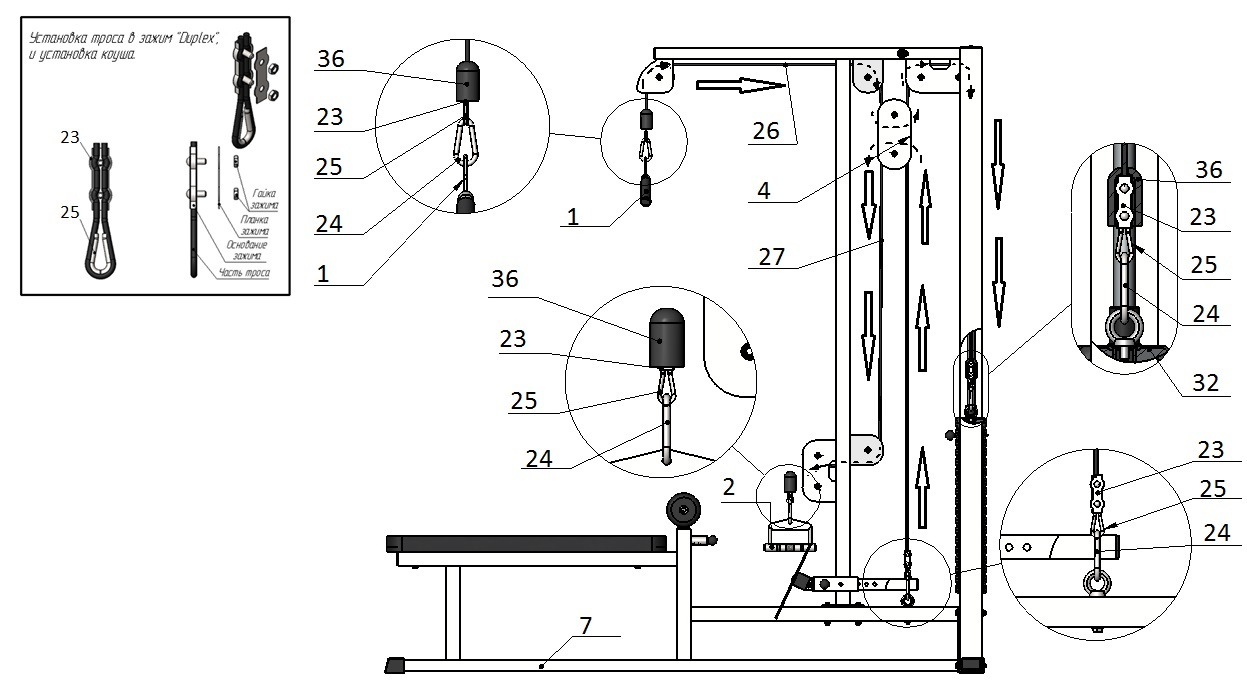 Установка троса в зажим "Duplex",
и установка коуша.
23
25
Гайка
зажима
Планка
зажима
Основание
зажима
Часть троса
36
23
25
24
1
1
26
4
27
36
23
25
24
32
36
23
25
24
2
23
25
24
7